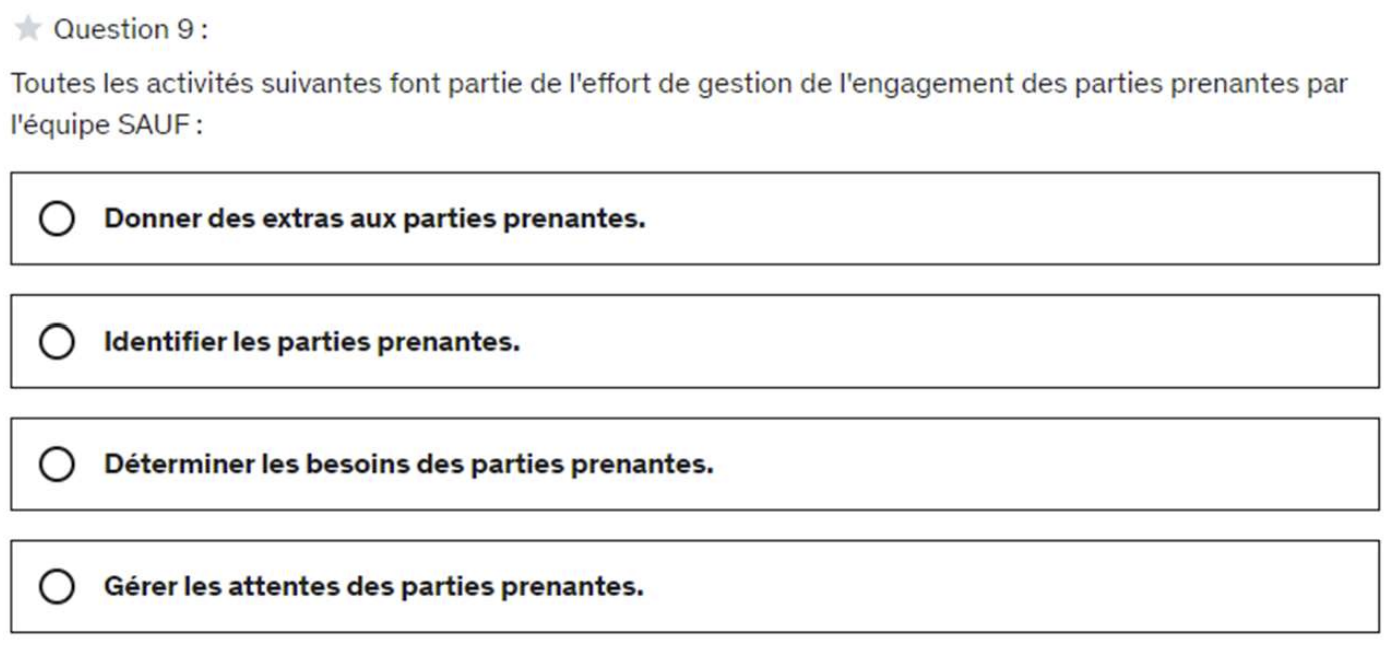 Question 9 :
Toutes les activités suivantes font partie de l'effort de gestion de l'engagement des parties prenantes par
l'équipe SAUF :
Donner des extras aux parties prenantes.
Identifier les parties prenantes.
Déterminer les besoins des parties prenantes.
Gérer les attentes des parties prenantes.